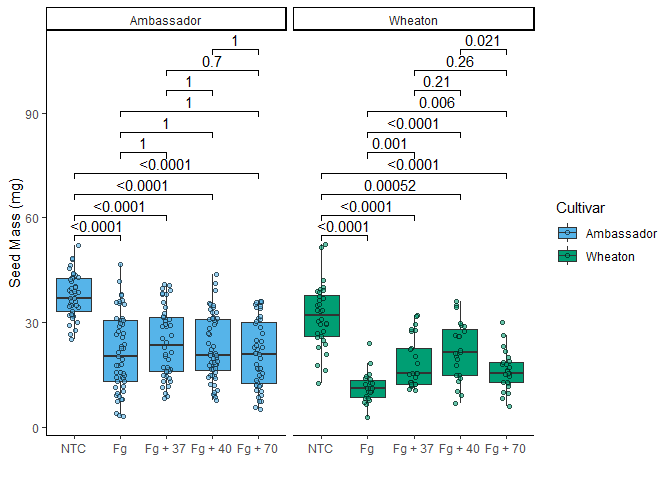 Ambassador Wheaton
1 0.021
0.7 0.26
1 0.21
1 0.006
1 <0.0001
1 0.001
<0.0001 <0.0001
<0.0001 0.00052
<0.0001 <0.0001
<0.0001 <0.0001
90
60
30
0
Seed Mass (mg)
NTC Fg Fg + 37 Fg + 40 Fg + 70 NTC Fg Fg + 37 Fg + 40 Fg + 70
Cultivar
Ambassador
Wheaton